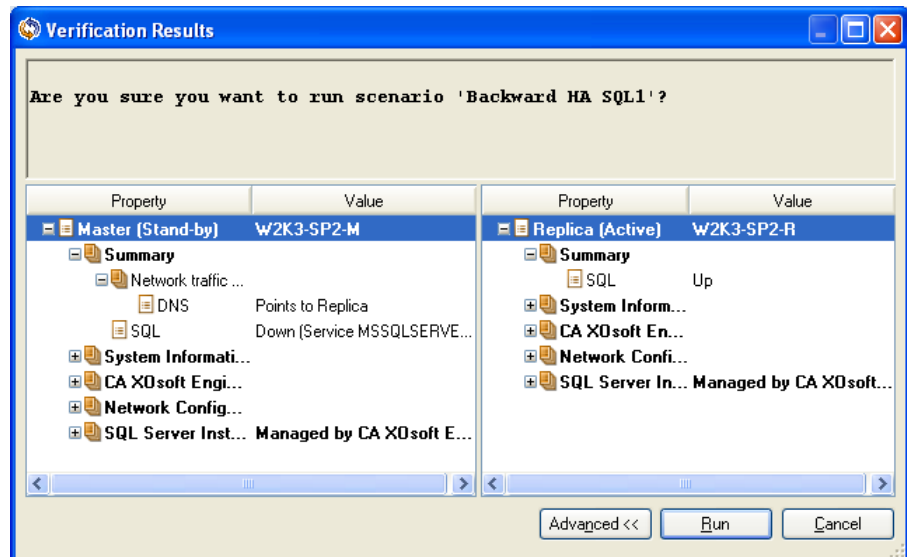 Verification Results
Are you sure you want to run scenario 'Backward HA SQL1'?
Property Value
Master (Stand-by) W2K3-SP2-M
Summary
Network traffic ...
DNS Points to Replica
SQL Down (Service MSSQLSERVE...
System Informati...
CA XOsoft Engi...
Network Config...
SQL Server Inst... Managed by CA XOsoft E...
Property Value
Replica (Active) W2K3-SP2-R
Summary
SQL Up
System Inform...
CA XOsoft En...
Network Confi...
SQL Server In... Managed by CA XOsoft...
Advanced << Run Cancel